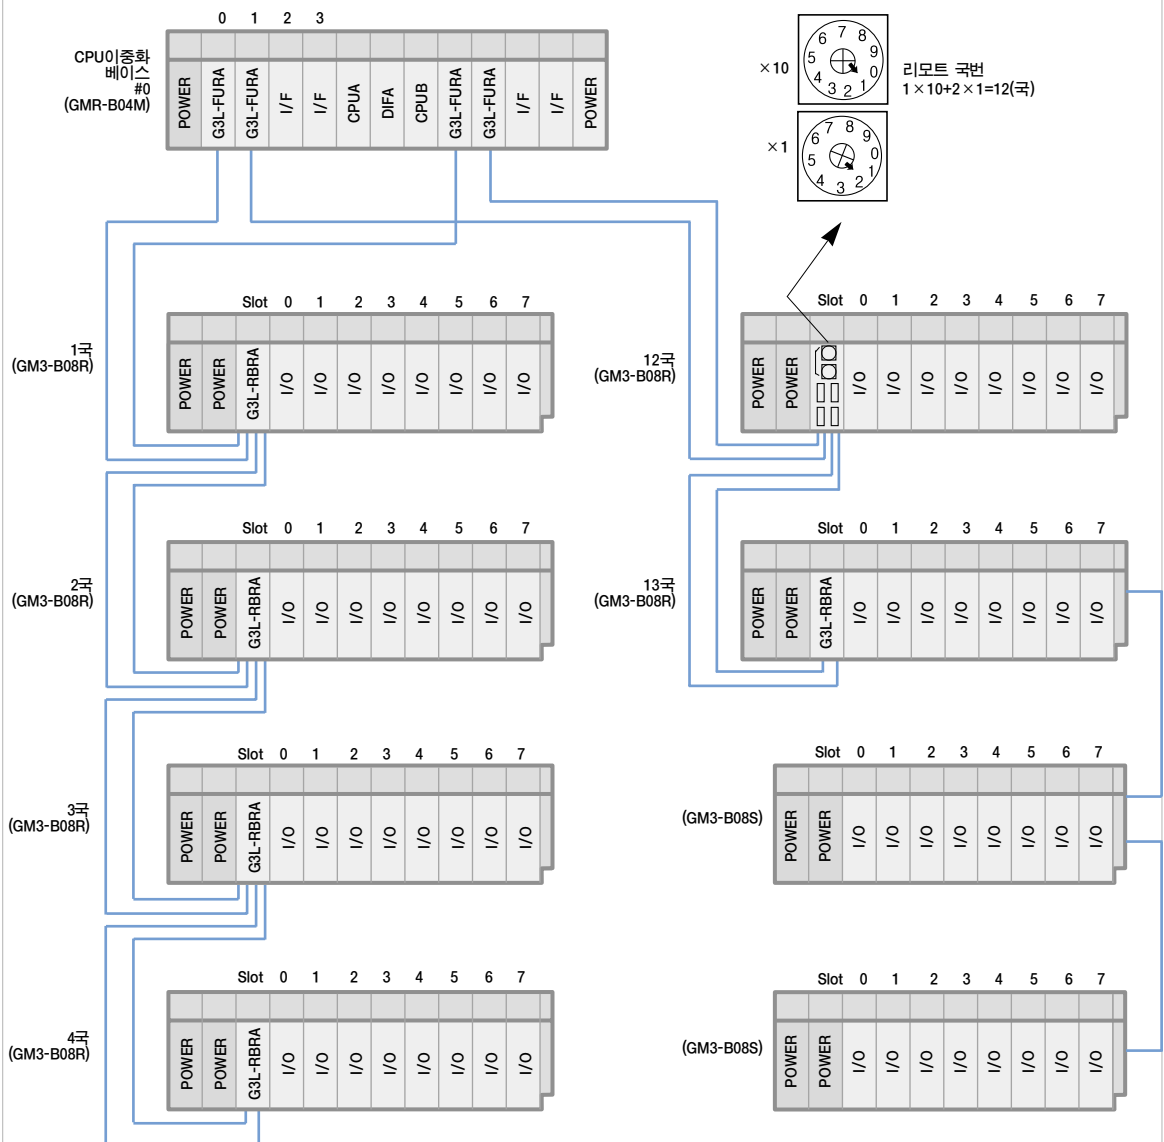 0 1 2 3
CPU이중화
베이스
#0
(GMR-B04M)
POWER G3L-FURA G3L-FURA I/F I/F CPUA DIFA CPUB G3L-FURA G3L-FURA I/F I/F POWER
×10
7 8 9 0 1 2 3 4 5 6
리모트 국번
1×10+2×1=12(국)
×1
7 8 9 0 1 2 3 4 5 6
Slot 0 1 2 3 4 5 6 7
1국
(GM3-B08R)
POWER POWER G3L-RBRA I/O I/O I/O I/O I/O I/O I/O I/O
Slot 0 1 2 3 4 5 6 7
12국
(GM3-B08R)
POWER POWER I/O I/O I/O I/O I/O I/O I/O I/O
Slot 0 1 2 3 4 5 6 7
2국
(GM3-B08R)
POWER POWER G3L-RBRA I/O I/O I/O I/O I/O I/O I/O I/O
Slot 0 1 2 3 4 5 6 7
13국
(GM3-B08R)
POWER POWER G3L-RBRA I/O I/O I/O I/O I/O I/O I/O I/O
Slot 0 1 2 3 4 5 6 7
3국
(GM3-B08R)
POWER POWER G3L-RBRA I/O I/O I/O I/O I/O I/O I/O I/O
Slot 0 1 2 3 4 5 6 7
(GM3-B08S)
POWER POWER I/O I/O I/O I/O I/O I/O I/O I/O
Slot 0 1 2 3 4 5 6 7
4국
(GM3-B08R)
POWER POWER G3L-RBRA I/O I/O I/O I/O I/O I/O I/O I/O
Slot 0 1 2 3 4 5 6 7
(GM3-B08S)
POWER POWER I/O I/O I/O I/O I/O I/O I/O I/O